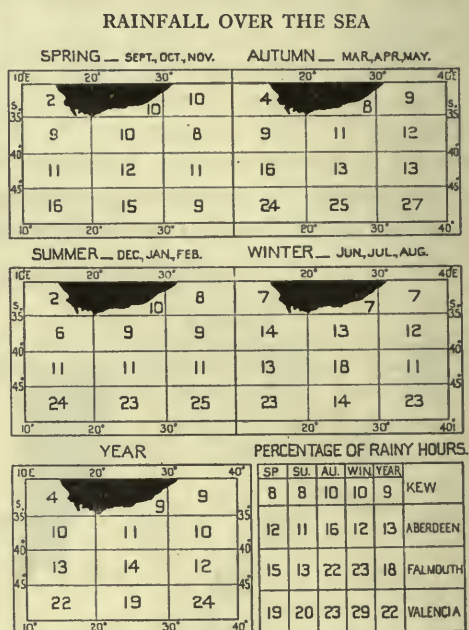 RAINFALL OVER THE SEA
SPRING — SEPT., OCT., NOV. AUTUMN — MAR., APR., MAY.
10°E 20° 30° 20° 30° 40°E
2 10 10 4 8 9
S. 35° S. 35°
9 10 8 9 11 12
40° 40°
11 12 11 16 13 13
45° 45°
16 15 9 24 25 27
10° 20° 30° 20° 30° 40°
SUMMER — DEC., JAN., FEB. WINTER — JUN., JUL., AUG.
10°E 20° 30° 20° 30° 40°E
2 10 8 7 7 7
S. 35° S. 35°
6 9 9 14 13 12
40° 40°
11 11 11 13 18 11
45° 45°
24 23 25 23 14 23
10° 20° 30° 20° 30° 40°
YEAR
10°E 20° 30° 40°
4 9 9
35° 35°
10 11 10
40° 40°
13 14 12
45° 45°
22 19 24
10° 20° 30° 40°
PERCENTAGE OF RAINY HOURS.
SP SU. AU. WIN. YEAR
8 8 10 10 9 KEW
12 11 16 12 13 ABERDEEN
15 13 22 23 18 FALMOUTH
19 20 23 29 22 VALENCIA